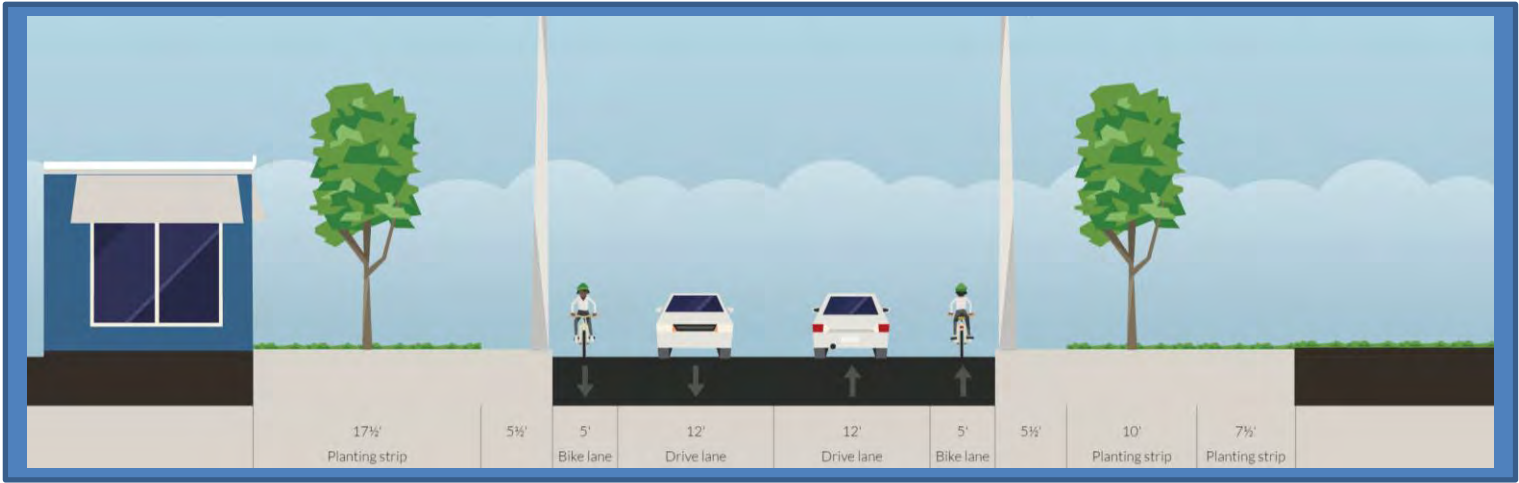 17½' 5½' 5' 12' 12' 5' 5½' 10' 7½'
Planting strip Bike lane Drive lane Drive lane Bike lane Planting strip Planting strip